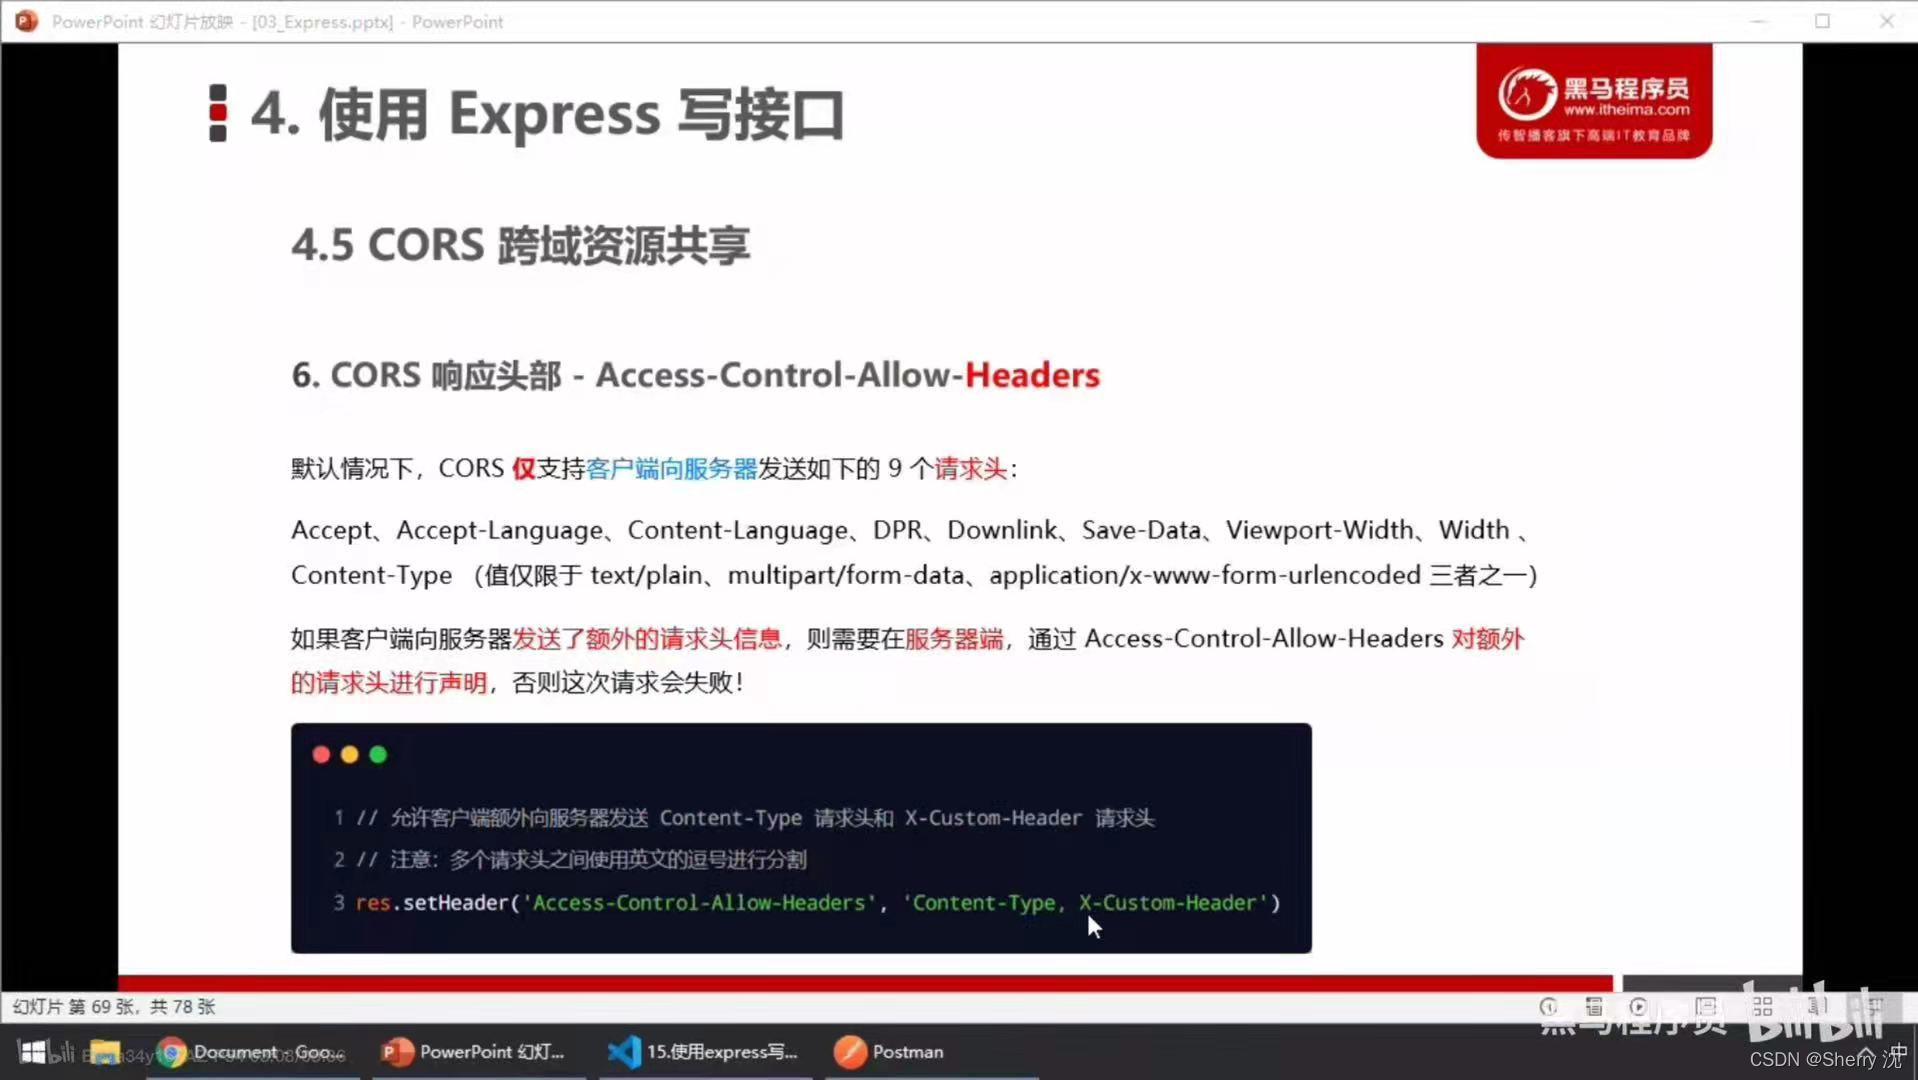 PowerPoint 幻灯片放映 - [03_Express.pptx] - PowerPoint
4. 使用 Express 写接口
黑马程序员
www.itheima.com
传智播客旗下高端IT教育品牌
4.5 CORS 跨域资源共享
6. CORS 响应头部 - Access-Control-Allow-Headers
默认情况下，CORS 仅支持客户端向服务器发送如下的 9 个请求头：
Accept、Accept-Language、Content-Language、DPR、Downlink、Save-Data、Viewport-Width、Width 、
Content-Type （值仅限于 text/plain、multipart/form-data、application/x-www-form-urlencoded 三者之一）
如果客户端向服务器发送了额外的请求头信息，则需要在服务器端，通过 Access-Control-Allow-Headers 对额外
的请求头进行声明，否则这次请求会失败！
1 // 允许客户端额外向服务器发送 Content-Type 请求头和 X-Custom-Header 请求头
2 // 注意：多个请求头之间使用英文的逗号进行分割
3 res.setHeader('Access-Control-Allow-Headers', 'Content-Type, X-Custom-Header')
幻灯片 第 69 张，共 78 张
黑马程序员 bilibili
Document - Goo...
PowerPoint 幻灯...
15.使用express写...
Postman
中
CSDN @Sherry 沈